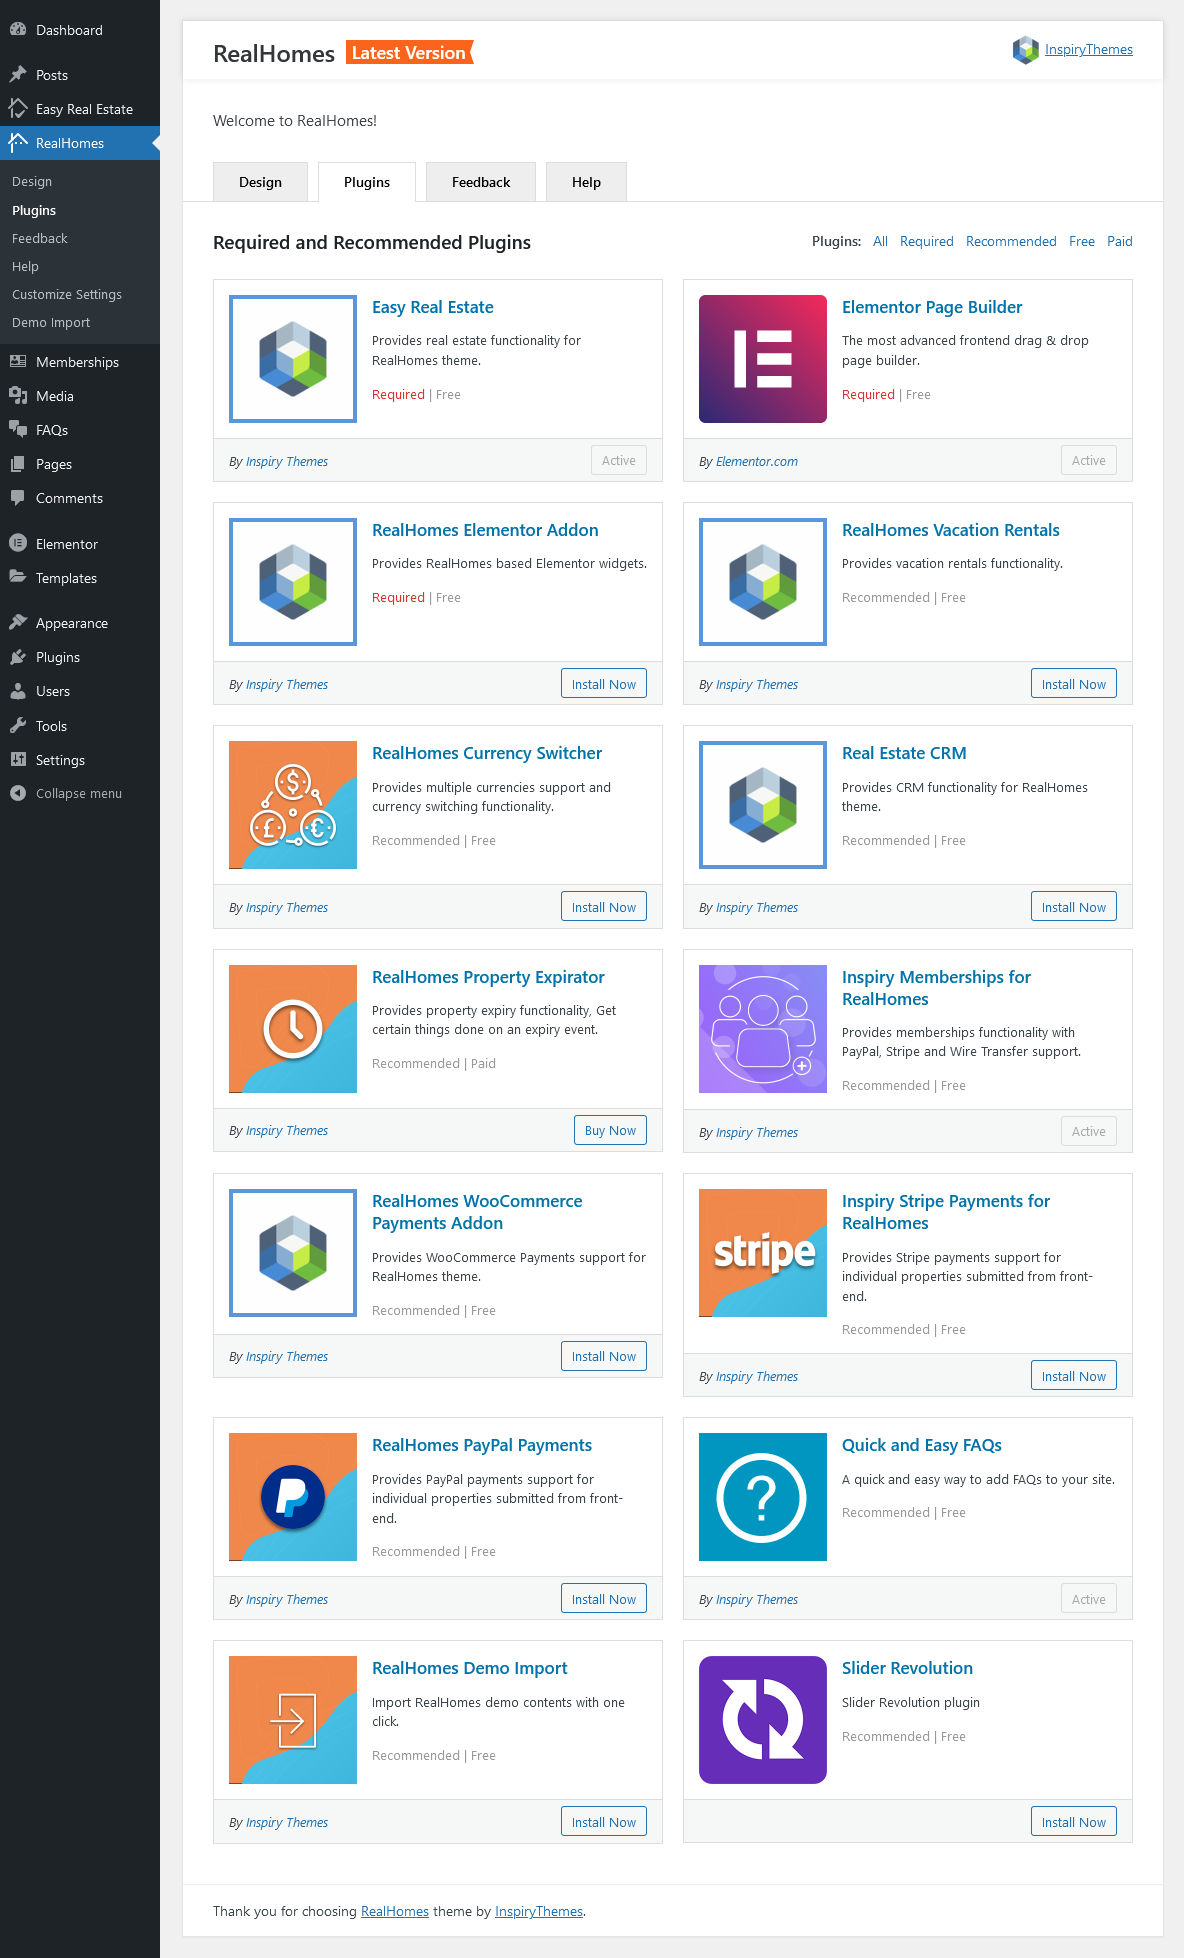 Dashboard
Posts
Easy Real Estate
RealHomes
Design
Plugins
Feedback
Help
Customize Settings
Demo Import
Memberships
Media
FAQs
Pages
Comments
Elementor
Templates
Appearance
Plugins
Users
Tools
Settings
Collapse menu
RealHomes Latest Version
InspiryThemes
Welcome to RealHomes!
Design Plugins Feedback Help
Required and Recommended Plugins
Plugins: All Required Recommended Free Paid
Easy Real Estate
Provides real estate functionality for
RealHomes theme.
Required | Free
By Inspiry Themes
Active
Elementor Page Builder
The most advanced frontend drag & drop
page builder.
Required | Free
By Elementor.com
Active
RealHomes Elementor Addon
Provides RealHomes based Elementor widgets.
Required | Free
By Inspiry Themes
Install Now
RealHomes Vacation Rentals
Provides vacation rentals functionality.
Recommended | Free
By Inspiry Themes
Install Now
RealHomes Currency Switcher
Provides multiple currencies support and
currency switching functionality.
Recommended | Free
By Inspiry Themes
Install Now
Real Estate CRM
Provides CRM functionality for RealHomes
theme.
Recommended | Free
By Inspiry Themes
Install Now
RealHomes Property Expirator
Provides property expiry functionality, Get
certain things done on an expiry event.
Recommended | Paid
By Inspiry Themes
Buy Now
Inspiry Memberships for
RealHomes
Provides memberships functionality with
PayPal, Stripe and Wire Transfer support.
Recommended | Free
By Inspiry Themes
Active
RealHomes WooCommerce
Payments Addon
Provides WooCommerce Payments support for
RealHomes theme.
Recommended | Free
By Inspiry Themes
Install Now
stripe
Inspiry Stripe Payments for
RealHomes
Provides Stripe payments support for
individual properties submitted from front-
end.
Recommended | Free
By Inspiry Themes
Install Now
RealHomes PayPal Payments
Provides PayPal payments support for
individual properties submitted from front-
end.
Recommended | Free
By Inspiry Themes
Install Now
Quick and Easy FAQs
A quick and easy way to add FAQs to your site.
Recommended | Free
By Inspiry Themes
Active
RealHomes Demo Import
Import RealHomes demo contents with one
click.
Recommended | Free
By Inspiry Themes
Install Now
Slider Revolution
Slider Revolution plugin
Recommended | Free
Install Now
Thank you for choosing RealHomes theme by InspiryThemes.